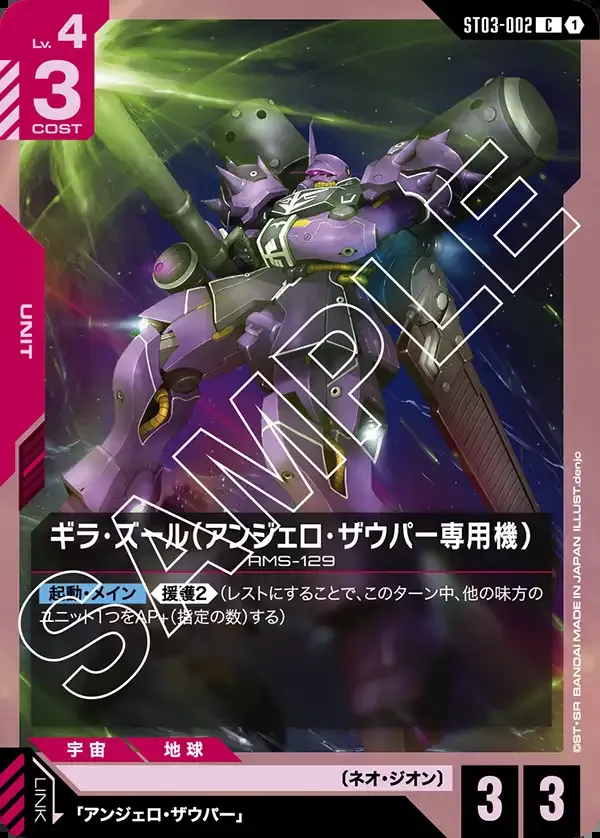 Lv. 4
3
COST
ST03-002 C 1
UNIT
SAMPLE
ギラ・ズール(アンジェロ・ザウパー専用機)
AMS-129
起動・メイン 援護2 (レストにすることで、このターン中、他の味方の
ユニット1つをAP+(指定の数)する)
宇宙 地球
〔ネオ・ジオン〕
LINK
「アンジェロ・ザウパー」
3 3
©ST・SR BANDAI MADE IN JAPAN ILLUST.denjo